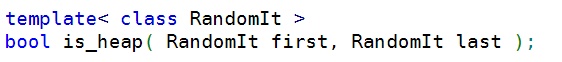 template< class RandomIt >
bool is_heap( RandomIt first, RandomIt last );